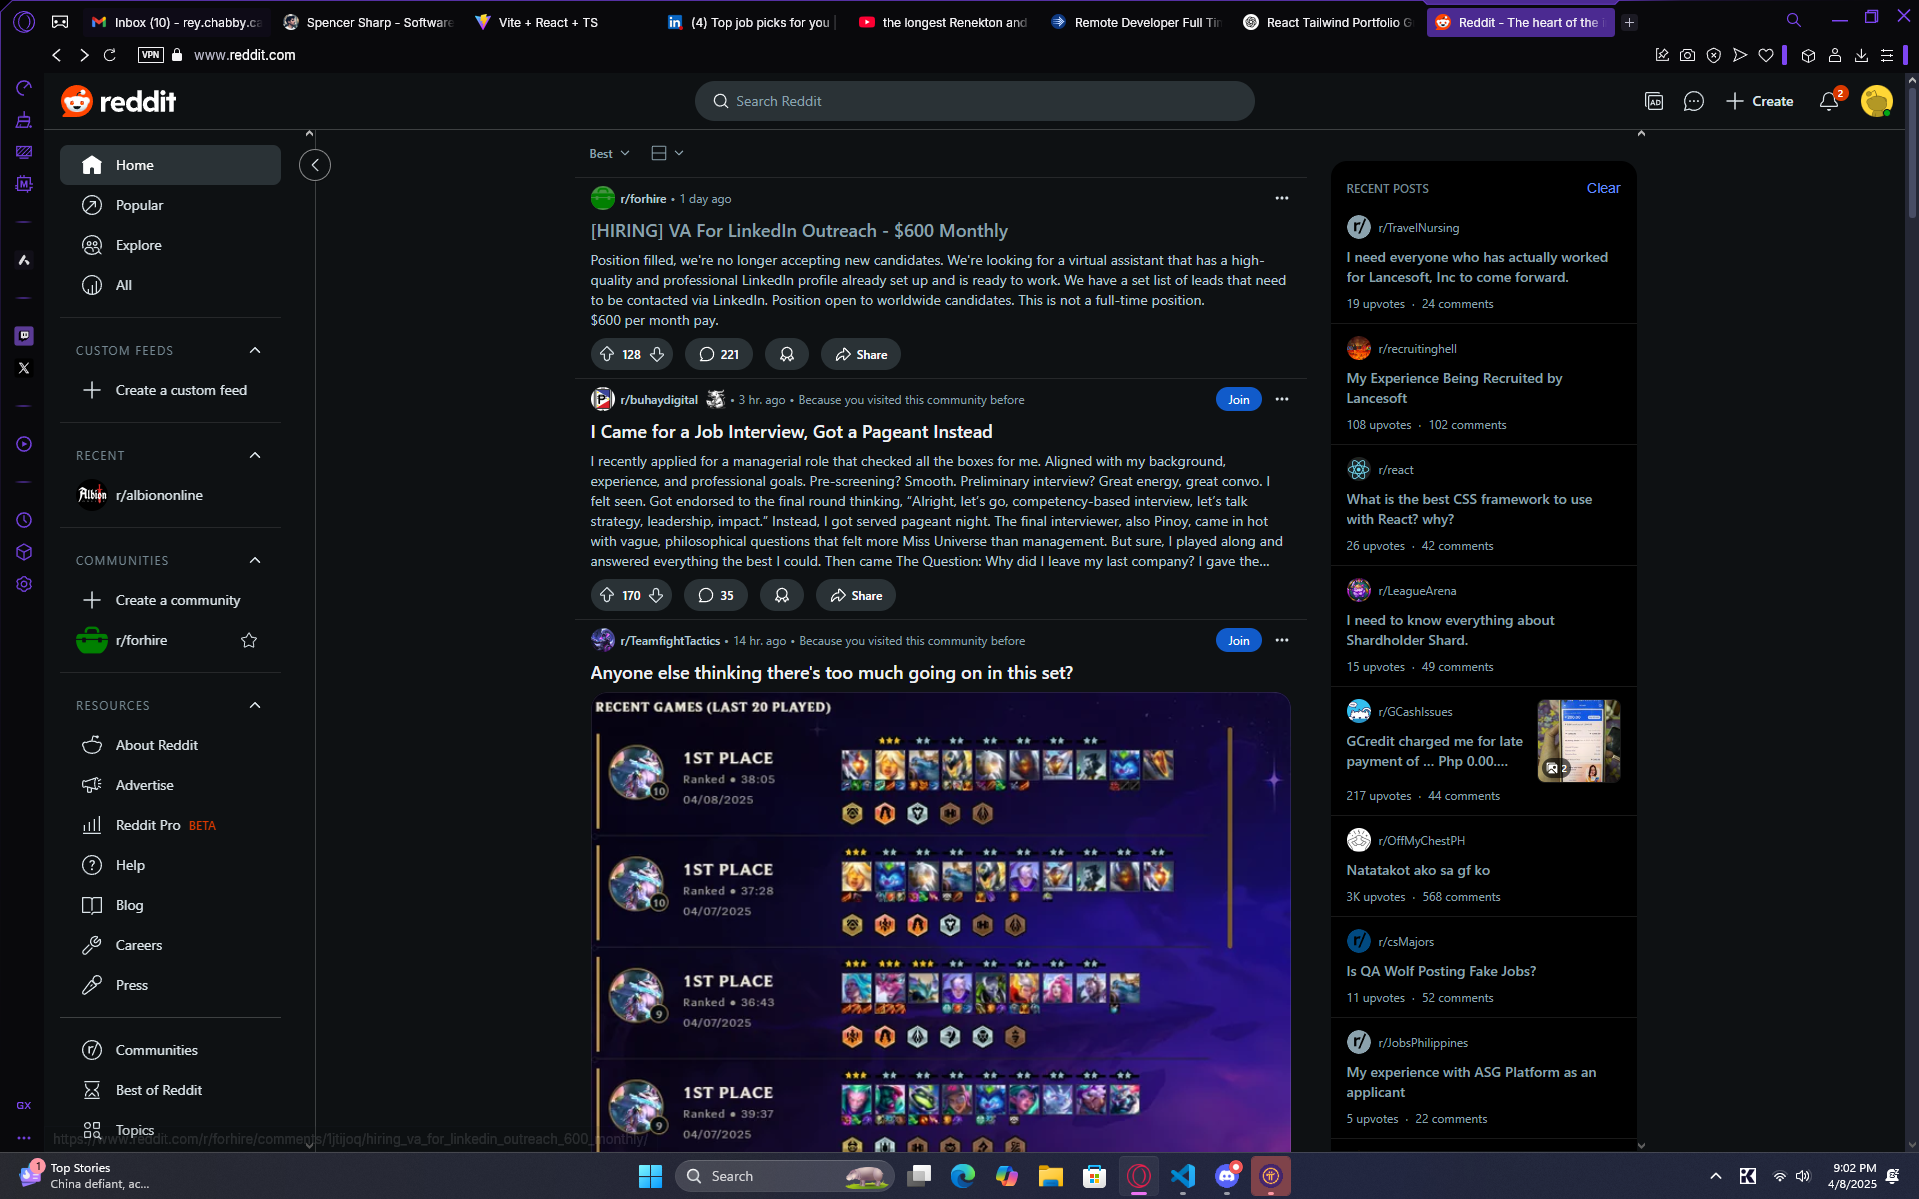 Inbox (10) - rey.chabby.ca
Spencer Sharp - Software
Vite + React + TS
(4) Top job picks for you
the longest Renekton and
Remote Developer Full Tin
React Tailwind Portfolio G
Reddit - The heart of the i
VPN
www.reddit.com
reddit
Search Reddit
AD
Create
2
Home
Popular
Explore
All
CUSTOM FEEDS
Create a custom feed
RECENT
Albion
r/albiononline
COMMUNITIES
Create a community
r/forhire
RESOURCES
About Reddit
Advertise
Reddit Pro BETA
Help
Blog
Careers
Press
Communities
Best of Reddit
Topics
Best
r/forhire • 1 day ago
[HIRING] VA For LinkedIn Outreach - $600 Monthly
Position filled, we're no longer accepting new candidates. We're looking for a virtual assistant that has a high-
quality and professional LinkedIn profile already set up and is ready to work. We have a set list of leads that need
to be contacted via LinkedIn. Position open to worldwide candidates. This is not a full-time position.
$600 per month pay.
128
221
Share
r/buhaydigital • 3 hr. ago • Because you visited this community before
Join
I Came for a Job Interview, Got a Pageant Instead
I recently applied for a managerial role that checked all the boxes for me. Aligned with my background,
experience, and professional goals. Pre-screening? Smooth. Preliminary interview? Great energy, great convo. I
felt seen. Got endorsed to the final round thinking, “Alright, let’s go, competency-based interview, let’s talk
strategy, leadership, impact.” Instead, I got served pageant night. The final interviewer, also Pinoy, came in hot
with vague, philosophical questions that felt more Miss Universe than management. But sure, I played along and
answered everything the best I could. Then came The Question: Why did I leave my last company? I gave the...
170
35
Share
r/TeamfightTactics • 14 hr. ago • Because you visited this community before
Join
Anyone else thinking there's too much going on in this set?
RECENT GAMES (LAST 20 PLAYED)
1ST PLACE
Ranked • 38:05
04/08/2025
10
1ST PLACE
Ranked • 37:28
04/07/2025
10
1ST PLACE
Ranked • 36:43
04/07/2025
9
1ST PLACE
Ranked • 39:37
04/07/2025
9
RECENT POSTS
Clear
r/TravelNursing
I need everyone who has actually worked
for Lancesoft, Inc to come forward.
19 upvotes · 24 comments
r/recruitinghell
My Experience Being Recruited by
Lancesoft
108 upvotes · 102 comments
r/react
What is the best CSS framework to use
with React? why?
26 upvotes · 42 comments
r/LeagueArena
I need to know everything about
Shardholder Shard.
15 upvotes · 49 comments
r/GCashIssues
GCredit charged me for late
payment of ... Php 0.00....
2
217 upvotes · 44 comments
r/OffMyChestPH
Natatakot ako sa gf ko
3K upvotes · 568 comments
r/csMajors
Is QA Wolf Posting Fake Jobs?
11 upvotes · 52 comments
r/JobsPhilippines
My experience with ASG Platform as an
applicant
5 upvotes · 22 comments
GX
https://www.reddit.com/r/forhire/comments/1jtijoq/hiring_va_for_linkedin_outreach_600_monthly/
1
Top Stories
China defiant, ac...
Search
9:02 PM
4/8/2025